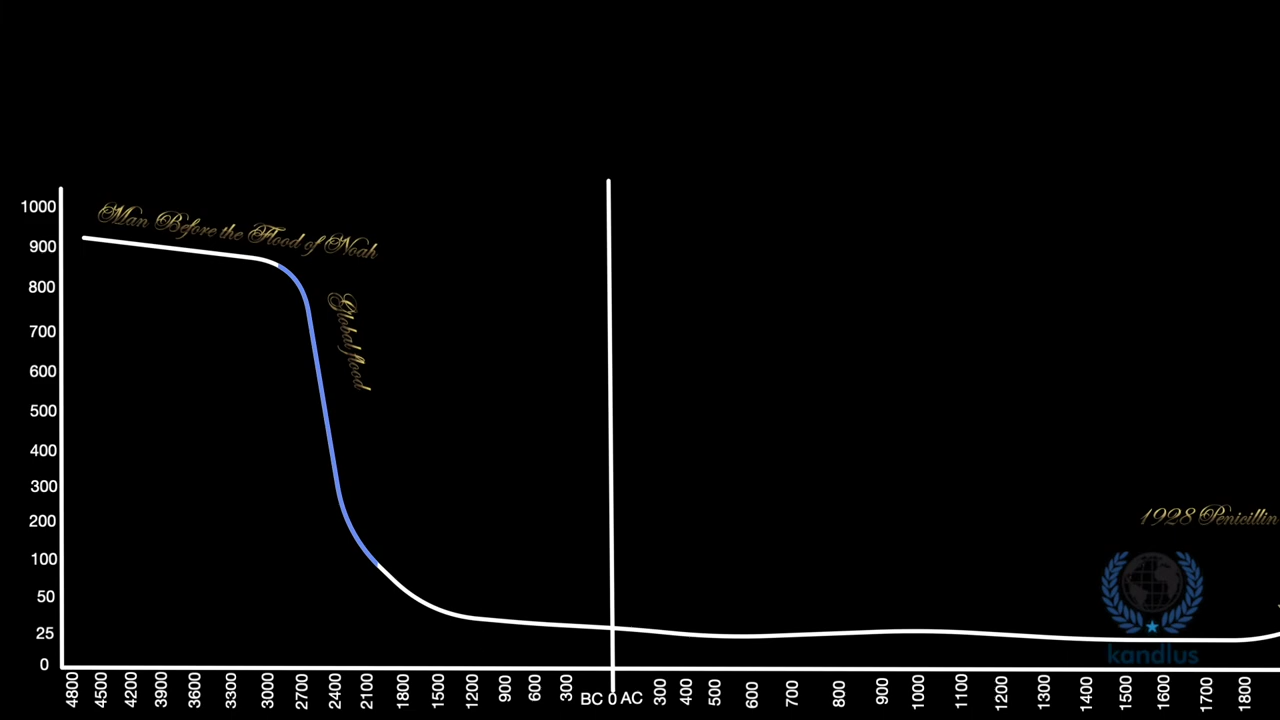 Man Before the Flood of Noah
Global flood
1928 Penicillin
1000
900
800
700
600
500
400
300
200
100
50
25
0
4800 4500 4200 3900 3600 3300 3000 2700 2400 2100 1800 1500 1200 900 600 300 BC 0 AC 300 400 500 600 700 800 900 1000 1100 1200 1300 1400 1500 1600 1700 1800
kandlus